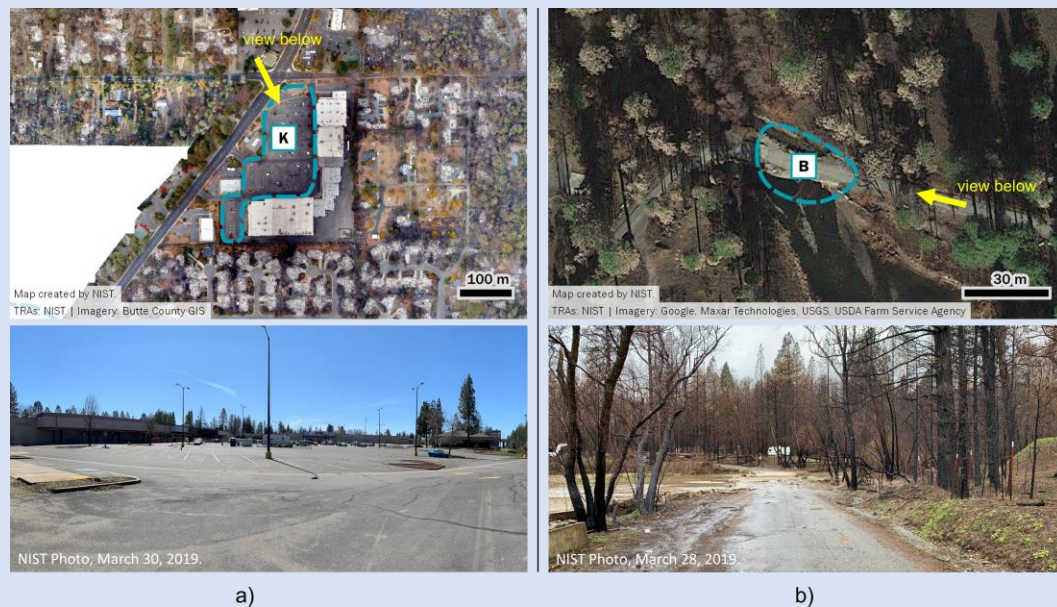 view below
K
100 m
Map created by NIST.
TRAs: NIST | Imagery: Butte County GIS
NIST Photo, March 30, 2019.
a)
view below
B
30 m
Map created by NIST.
TRAs: NIST | Imagery: Google, Maxar Technologies, USGS, USDA Farm Service Agency
NIST Photo, March 28, 2019.
b)